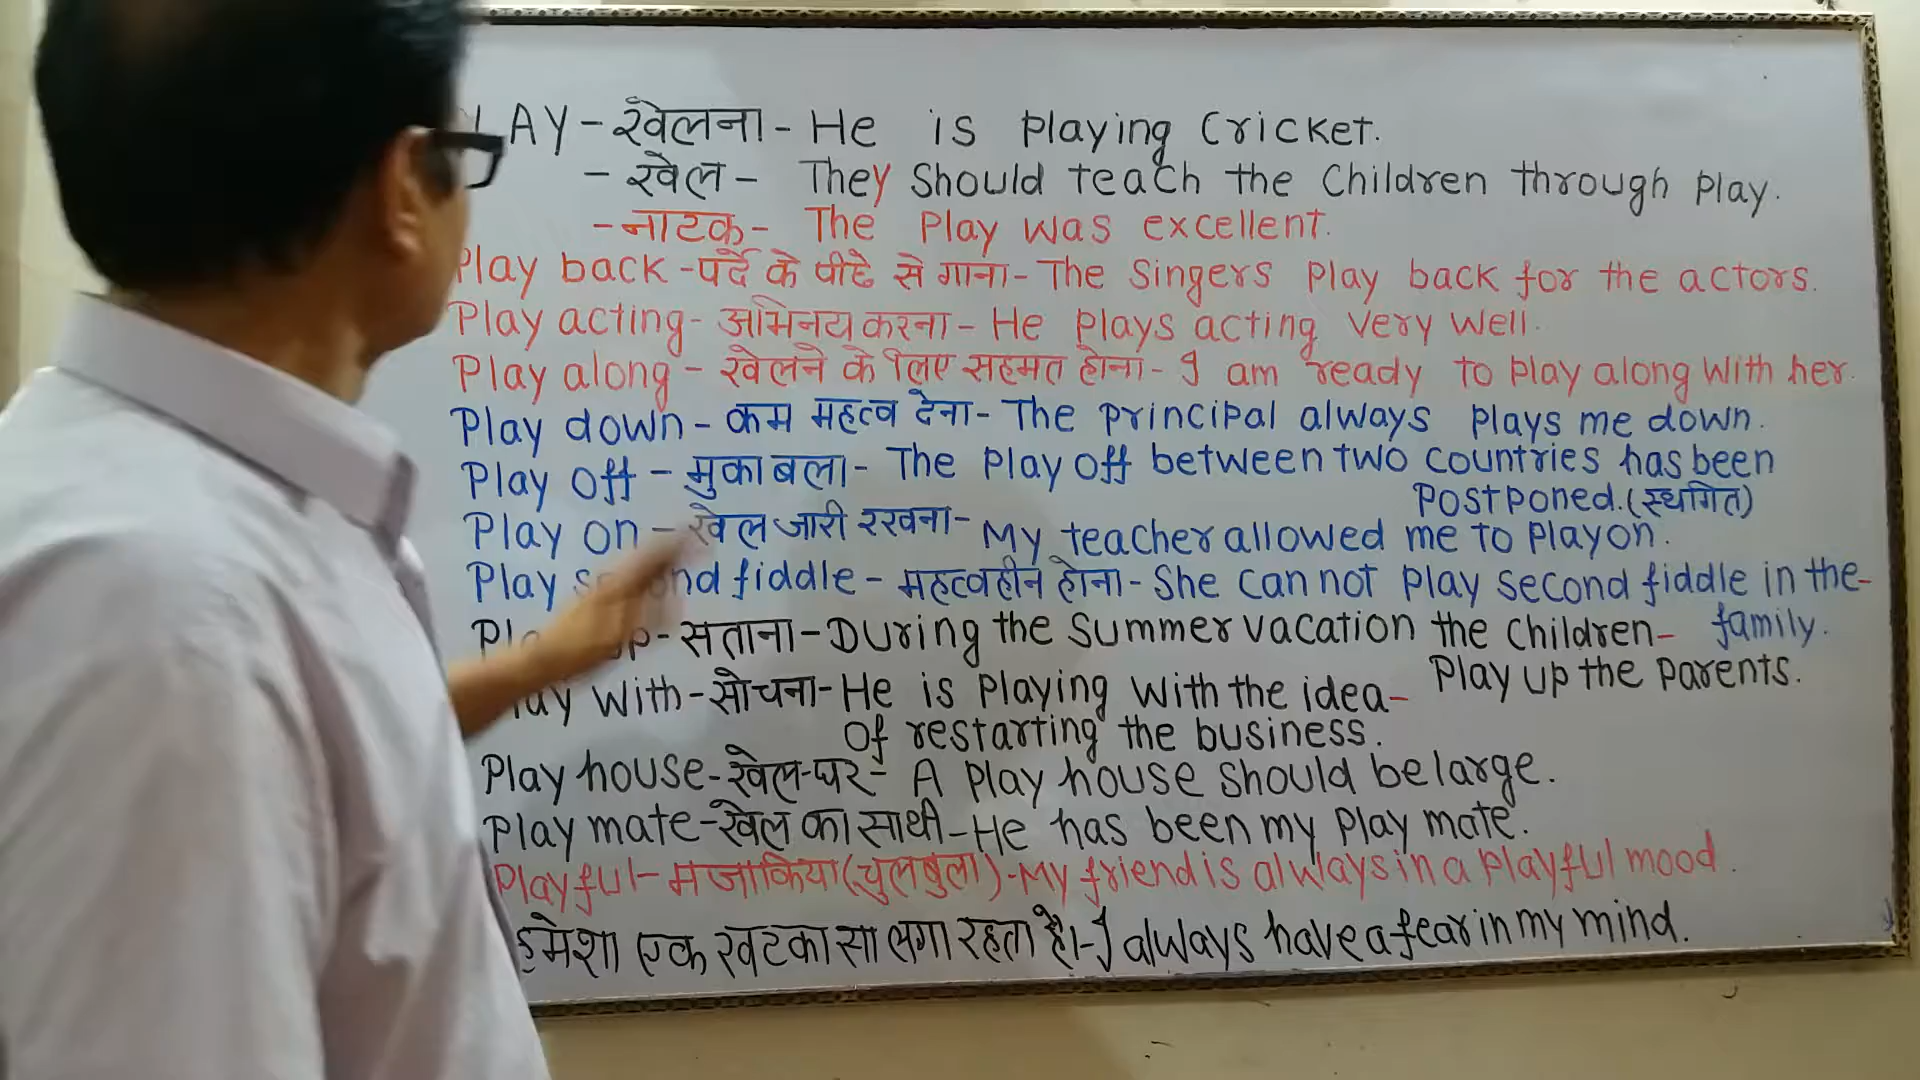 LAY - खेलना - He is playing Cricket.
- खेल - They Should teach the Children through Play.
- नाटक - The Play was excellent.
Play back - पर्दे के पीछे से गाना - The Singers Play back for the actors.
Play acting - अभिनय करना - He plays acting very well.
Play along - खेलने के लिए सहमत होना - I am ready to play along with her.
Play down - कम महत्व देना - The principal always plays me down.
Play off - मुकाबला - The Play off between two countries has been
Postponed. (स्थगित)
Play on - खेल जारी रखना - My teacher allowed me to Play on.
Play second fiddle - महत्वहीन होना - She can not Play second fiddle in the -
family.
up - सताना - During the summer vacation the children -
Play up the Parents.
Play with - सोचना - He is playing with the idea -
of restarting the business.
Play house - खेल-घर - A Play house should be large.
Play mate - खेल का साथी - He has been my Play mate.
Playful - मजाकिया (चुलबुला) - My friend is always in a playful mood.
हमेशा एक खटका सा लगा रहता है। - I always have a fear in my mind.